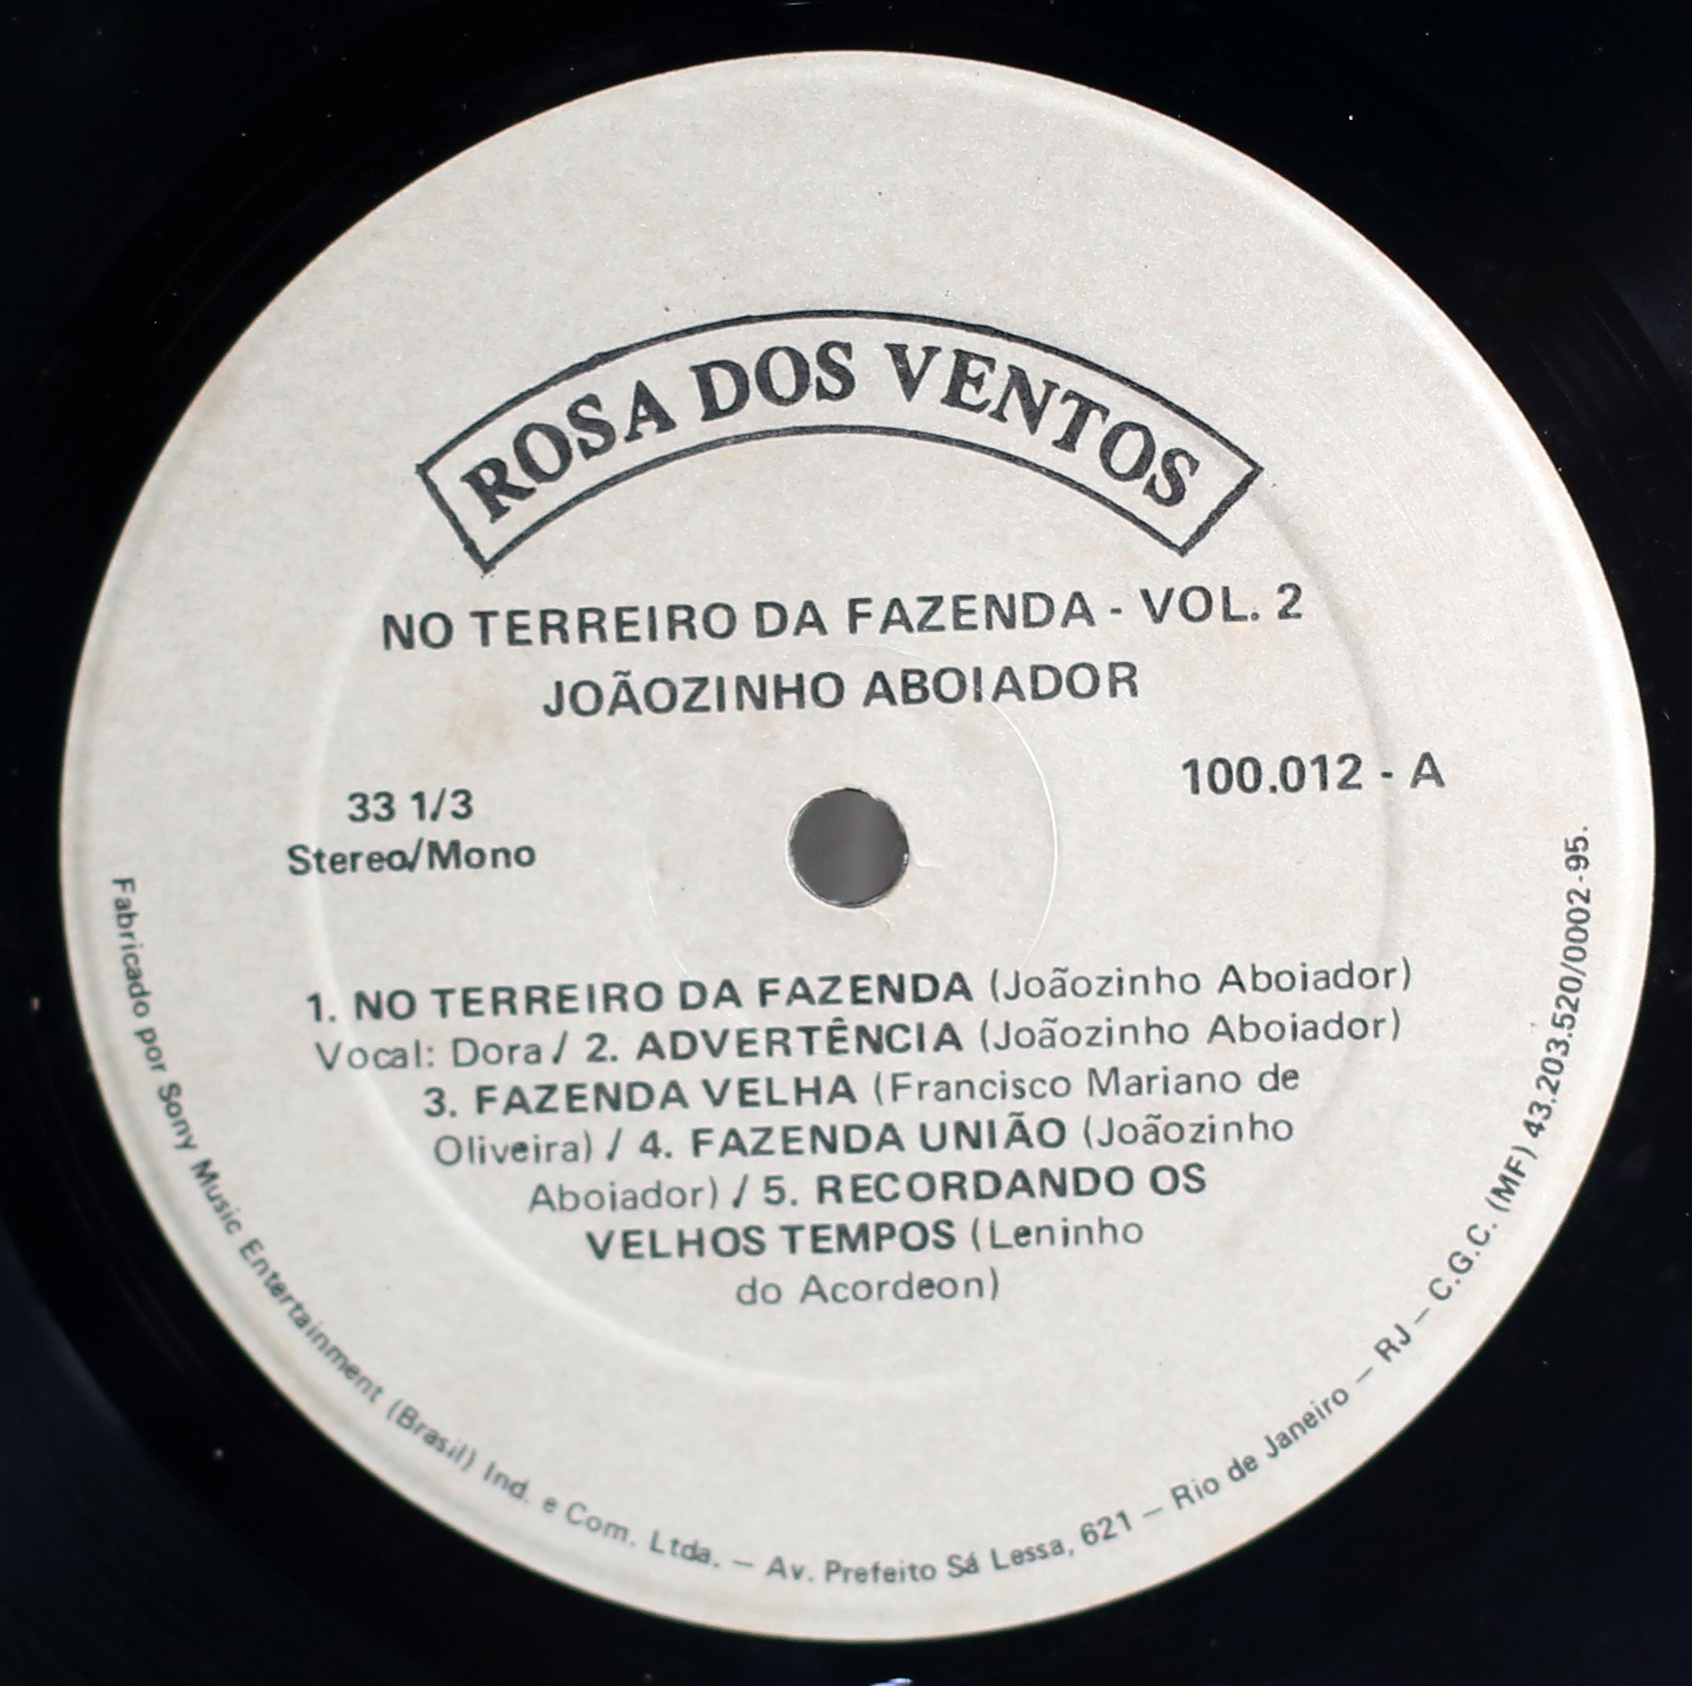 ROSA DOS VENTOS
NO TERREIRO DA FAZENDA - VOL. 2
JOÃOZINHO ABOIADOR
100.012 - A
33 1/3
Stereo/Mono
1. NO TERREIRO DA FAZENDA (Joãozinho Aboiador)
Vocal: Dora / 2. ADVERTÊNCIA (Joãozinho Aboiador)
3. FAZENDA VELHA (Francisco Mariano de
Oliveira) / 4. FAZENDA UNIÃO (Joãozinho
Aboiador) / 5. RECORDANDO OS
VELHOS TEMPOS (Leninho
do Acordeon)
Fabricado por Sony Music Entertainment (Brasil) Ind. e Com. Ltda. — Av. Prefeito Sá Lessa, 621 — Rio de Janeiro — RJ — C.G.C. (MF) 43.203.520/0002-95.